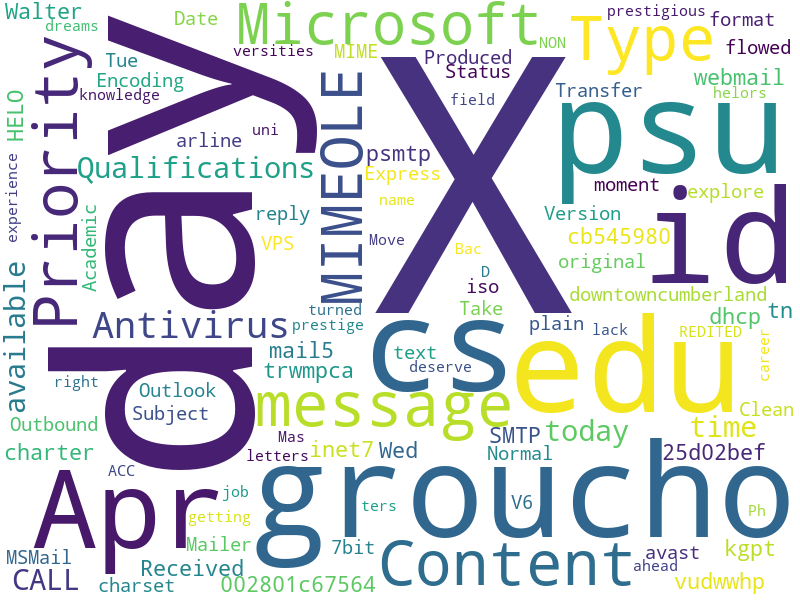 Walter
dreams
Date
Microsoft
NON
Type
prestigious
format
flowed
versities
MIME
Produced
Status
Tue
Encoding
knowledge
HELO
Priority
day
X
MIMEOLE
field
Transfer
webmail
helors
psu
arline
uni
Qualifications
psmtp
Express
name
moment
id
explore
experience
Academic
reply
VPS
Move
Bac
Version
cb545980
original
D
iso
Take
downtowncumberland
available
Antivirus
turned
prestige
cs
plain
lack
edu
dhcp
tn
REDITED
career
mail5
trwmpca
text
deserve
right
Outlook
Subject
message
Clean
time
Outbound
charter
ACC
Mas
letters
inet7
Wed
SMTP
Normal
today
25d02bef
Apr
job
getting
groucho
ters
V6
Ph
Mailer
7bit
avast
kgpt
MSMail
CALL
Received
charset
002801c67564
Content
ahead
vudwwhp